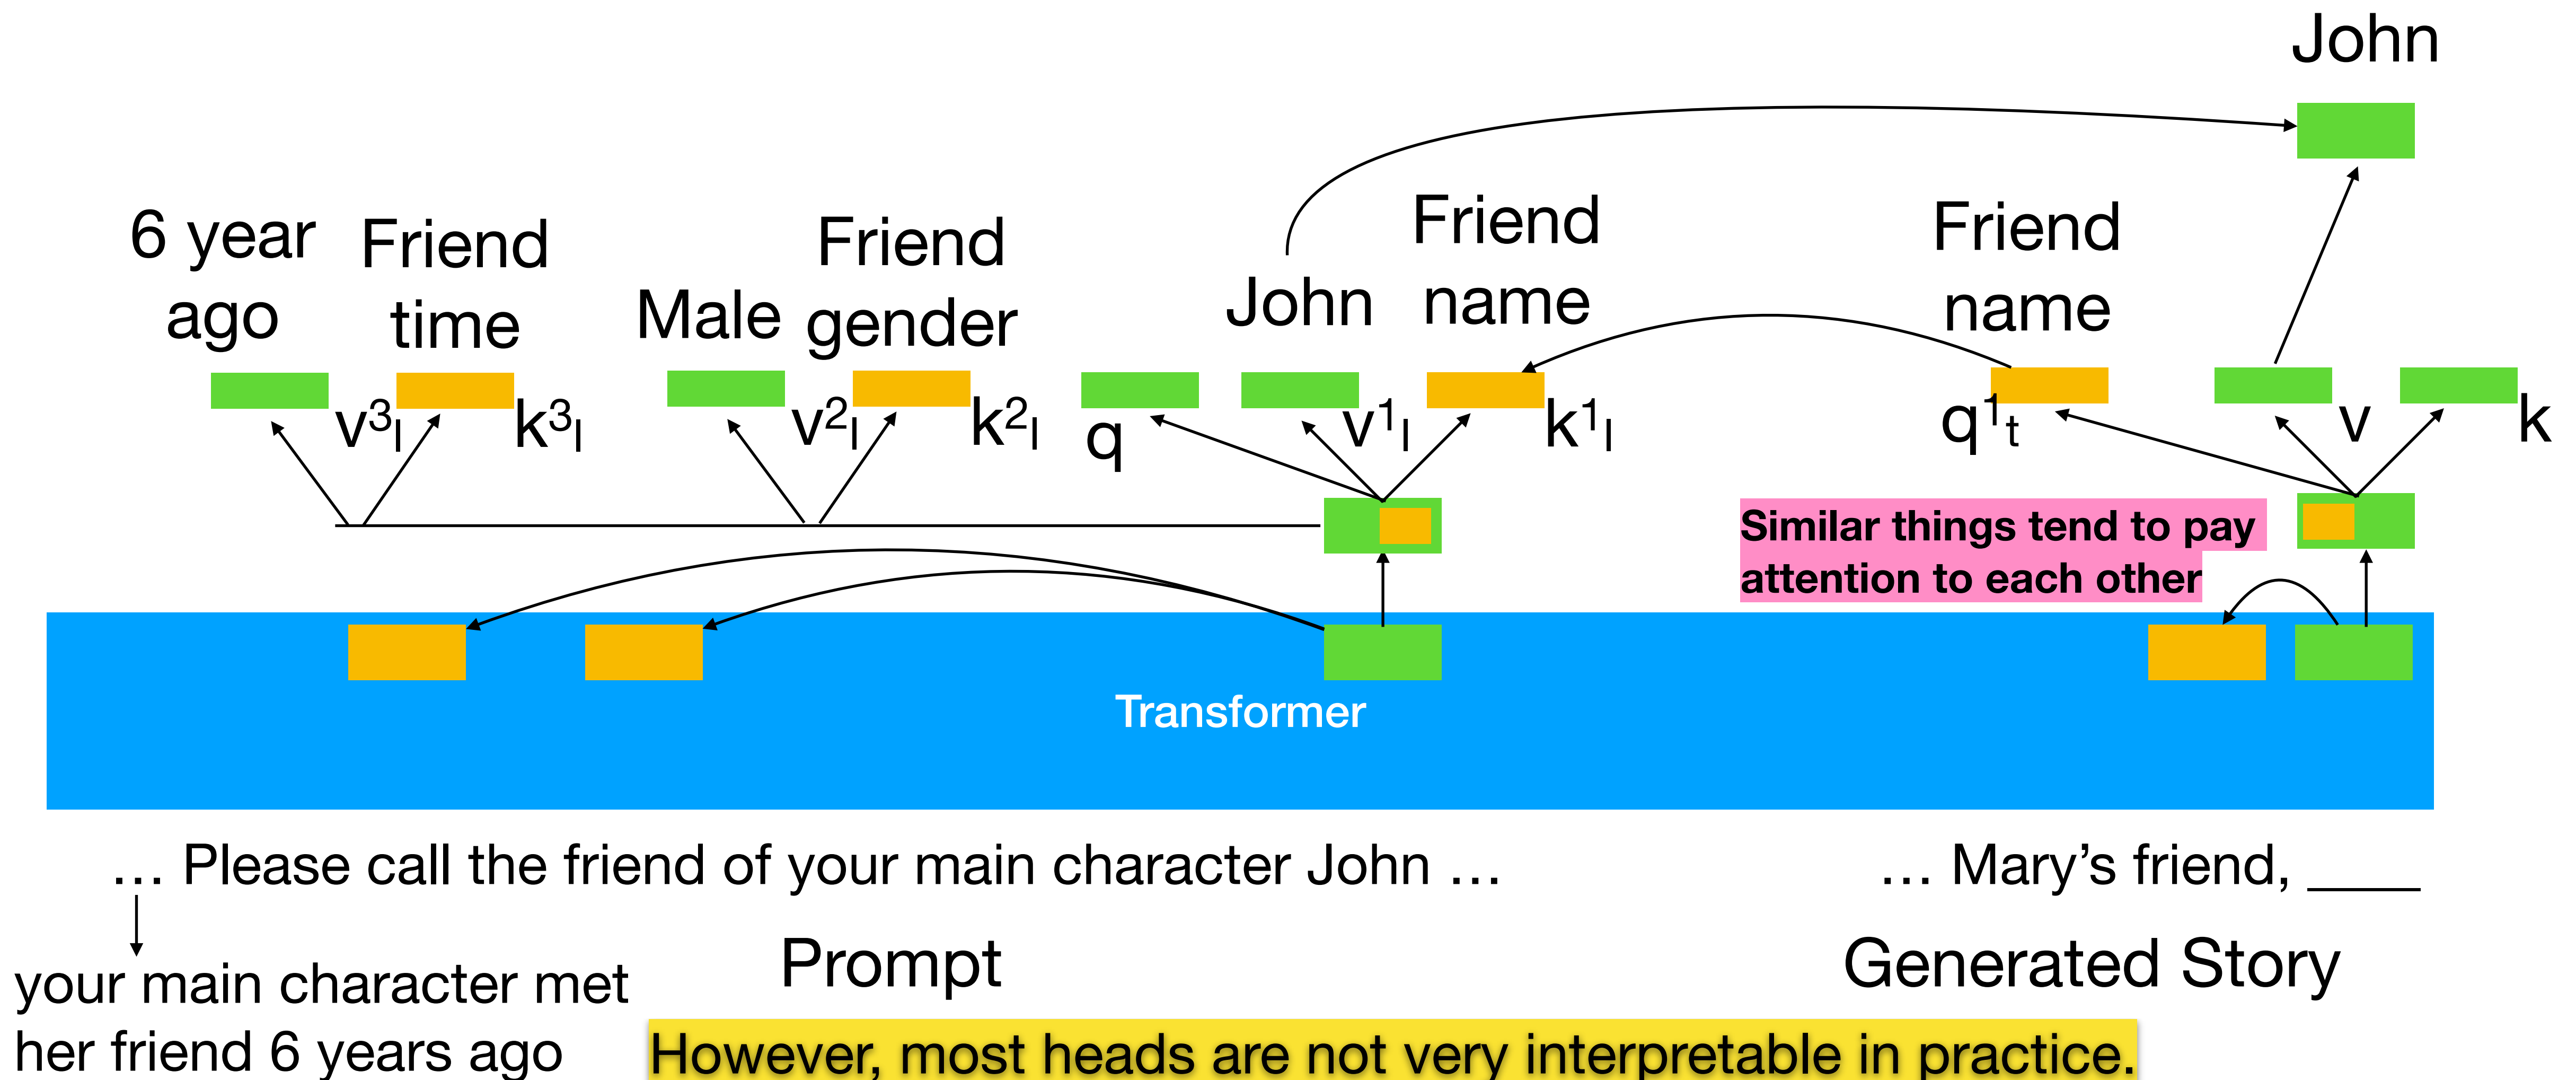 John
6 year
ago
Friend
time
Male
Friend
gender
John
Friend
name
Friend
name
v³ₗ
k³ₗ
v²ₗ
k²ₗ
q
v¹ₗ
k¹ₗ
q¹ₜ
v
k
Similar things tend to pay
attention to each other
Transformer
... Please call the friend of your main character John ...
... Mary’s friend, ____
your main character met
her friend 6 years ago
Prompt
Generated Story
However, most heads are not very interpretable in practice.